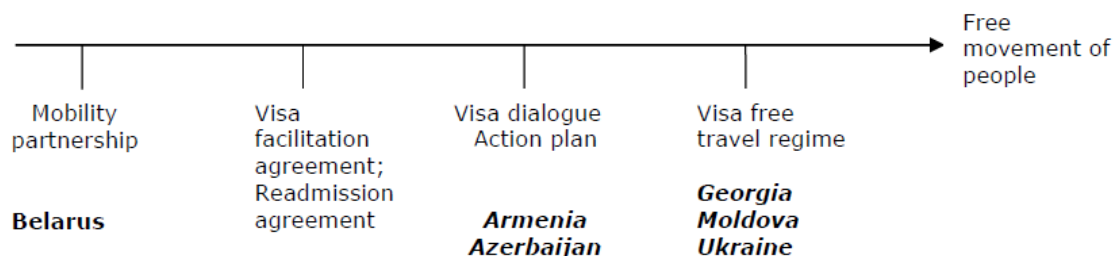 Free
movement of
people
Mobility
partnership
Belarus
Visa
facilitation
agreement;
Readmission
agreement
Visa dialogue
Action plan
Armenia
Azerbaijan
Visa free
travel regime
Georgia
Moldova
Ukraine